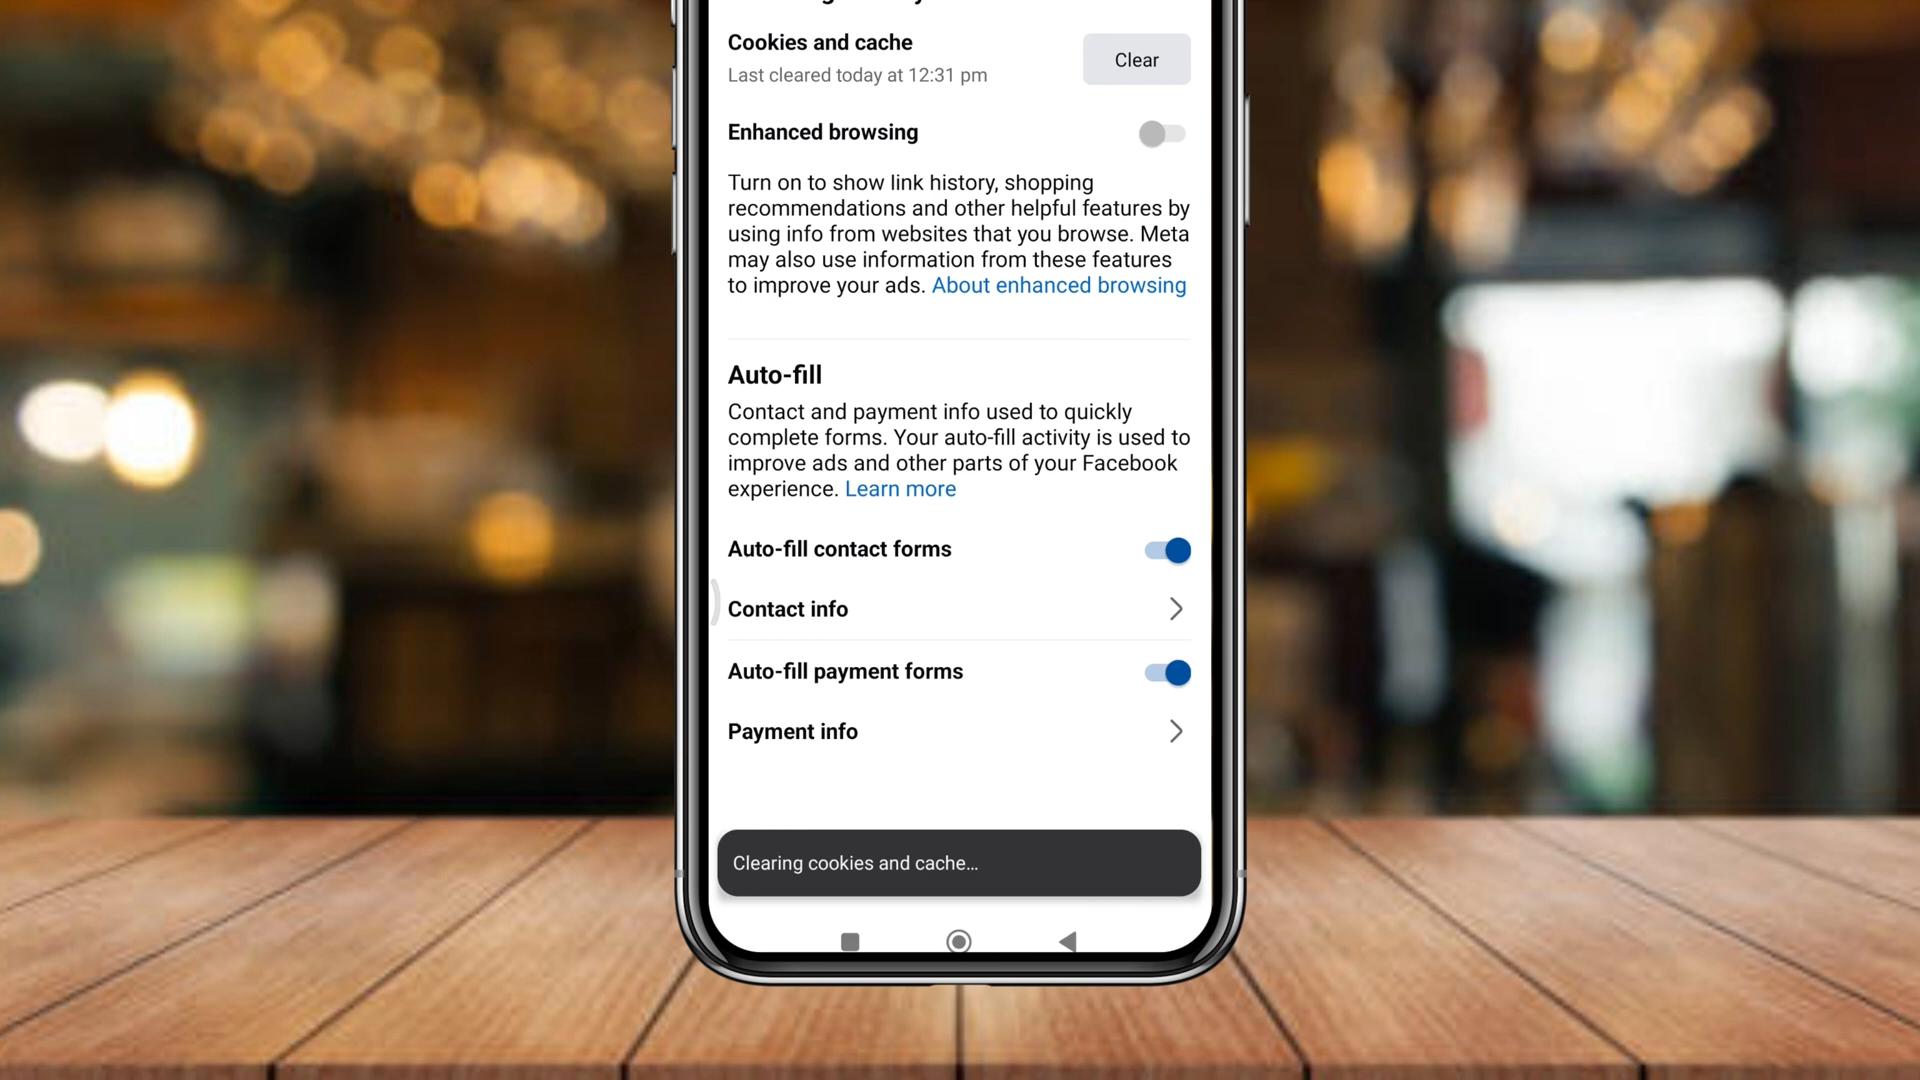 Cookies and cache
Last cleared today at 12:31 pm
Clear
Enhanced browsing
Turn on to show link history, shopping
recommendations and other helpful features by
using info from websites that you browse. Meta
may also use information from these features
to improve your ads. About enhanced browsing
Auto-fill
Contact and payment info used to quickly
complete forms. Your auto-fill activity is used to
improve ads and other parts of your Facebook
experience. Learn more
Auto-fill contact forms
Contact info
Auto-fill payment forms
Payment info
Clearing cookies and cache…